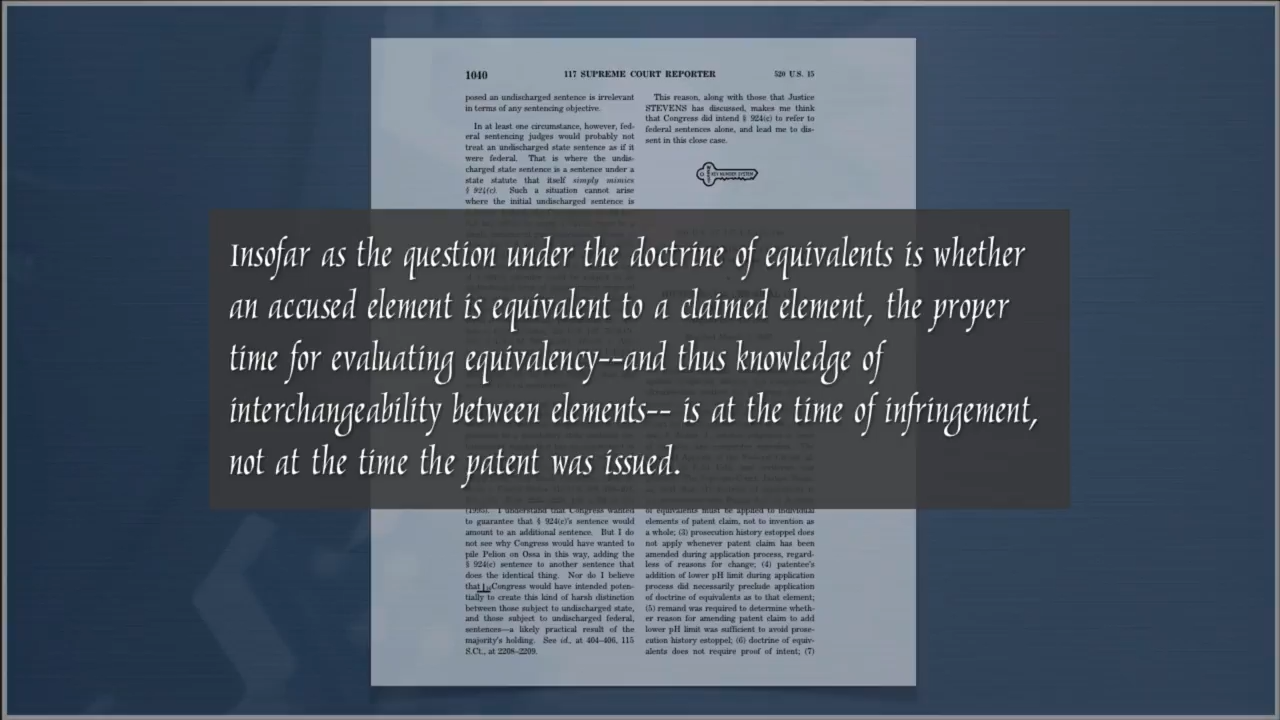 1040
117 SUPREME COURT REPORTER
520 U.S. 15
posed an undischarged sentence is irrelevant
in terms of any sentencing objective.
In at least one circumstance, however, fed-
eral sentencing judges would probably not
treat an undischarged state sentence as if it
were federal. That is where the undis-
charged state sentence is a sentence under a
state statute that itself simply mimics
§ 924(c). Such a situation cannot arise
where the initial undischarged sentence is
This reason, along with those that Justice
STEVENS has discussed, makes me think
that Congress did intend § 924(c) to refer to
federal sentences alone, and lead me to dis-
sent in this close case.
KEY NUMBER SYSTEM
Insofar as the question under the doctrine of equivalents is whether
an accused element is equivalent to a claimed element, the proper
time for evaluating equivalency--and thus knowledge of
interchangeability between elements-- is at the time of infringement,
not at the time the patent was issued.
(1995). I understand that Congress wanted
to guarantee that § 924(c)'s sentence would
amount to an additional sentence. But I do
not see why Congress would have wanted to
pile Pelion on Ossa in this way, adding the
§ 924(c) sentence to another sentence that
does the identical thing. Nor do I believe
that Congress would have intended poten-
tially to create this kind of harsh distinction
between those subject to undischarged state,
and those subject to undischarged federal,
sentences—a likely practical result of the
majority's holding. See id., at 404–406, 115
S.Ct., at 2208–2209.
of equivalents must be applied to individual
elements of patent claim, not to invention as
a whole; (3) prosecution history estoppel does
not apply whenever patent claim has been
amended during application process, regard-
less of reasons for change; (4) patentee's
addition of lower pH limit during application
process did necessarily preclude application
of doctrine of equivalents as to that element;
(5) remand was required to determine wheth-
er reason for amending patent claim to add
lower pH limit was sufficient to avoid prose-
cution history estoppel; (6) doctrine of equiv-
alents does not require proof of intent; (7)